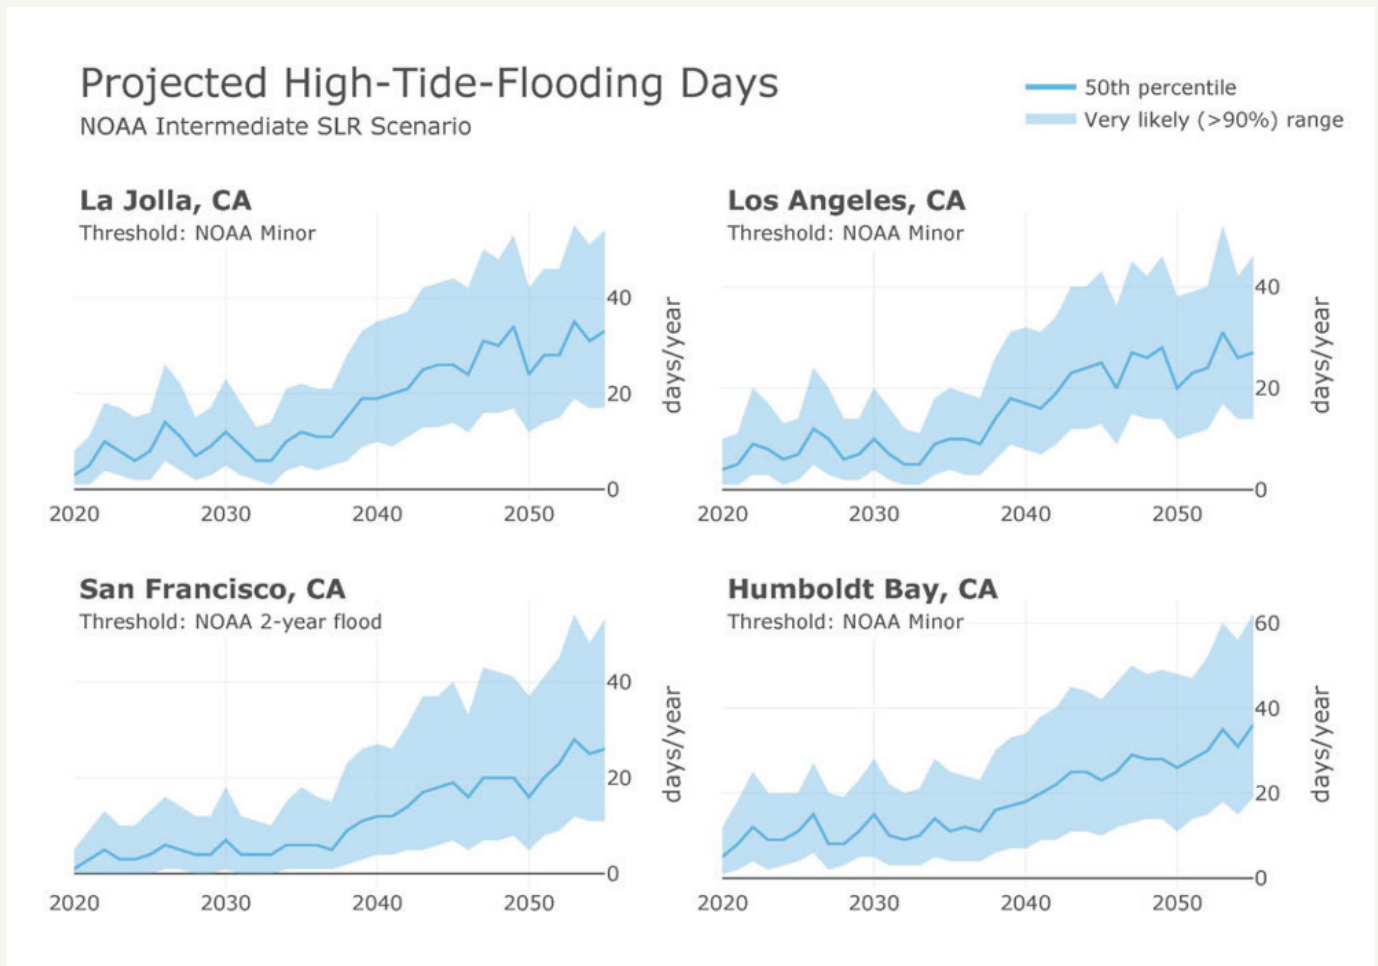 Projected High-Tide-Flooding Days
NOAA Intermediate SLR Scenario
50th percentile
Very likely (>90%) range
La Jolla, CA
Threshold: NOAA Minor
40
20
0
days/year
2020 2030 2040 2050
Los Angeles, CA
Threshold: NOAA Minor
40
20
0
days/year
2020 2030 2040 2050
San Francisco, CA
Threshold: NOAA 2-year flood
40
20
0
days/year
2020 2030 2040 2050
Humboldt Bay, CA
Threshold: NOAA Minor
60
40
20
0
days/year
2020 2030 2040 2050